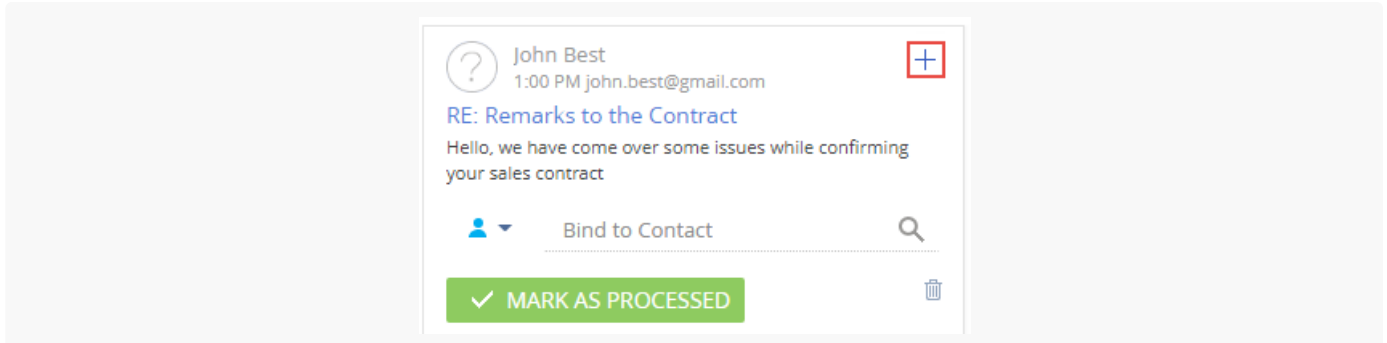 John Best
1:00 PM john.best@gmail.com
RE: Remarks to the Contract
Hello, we have come over some issues while confirming
your sales contract
Bind to Contact
MARK AS PROCESSED